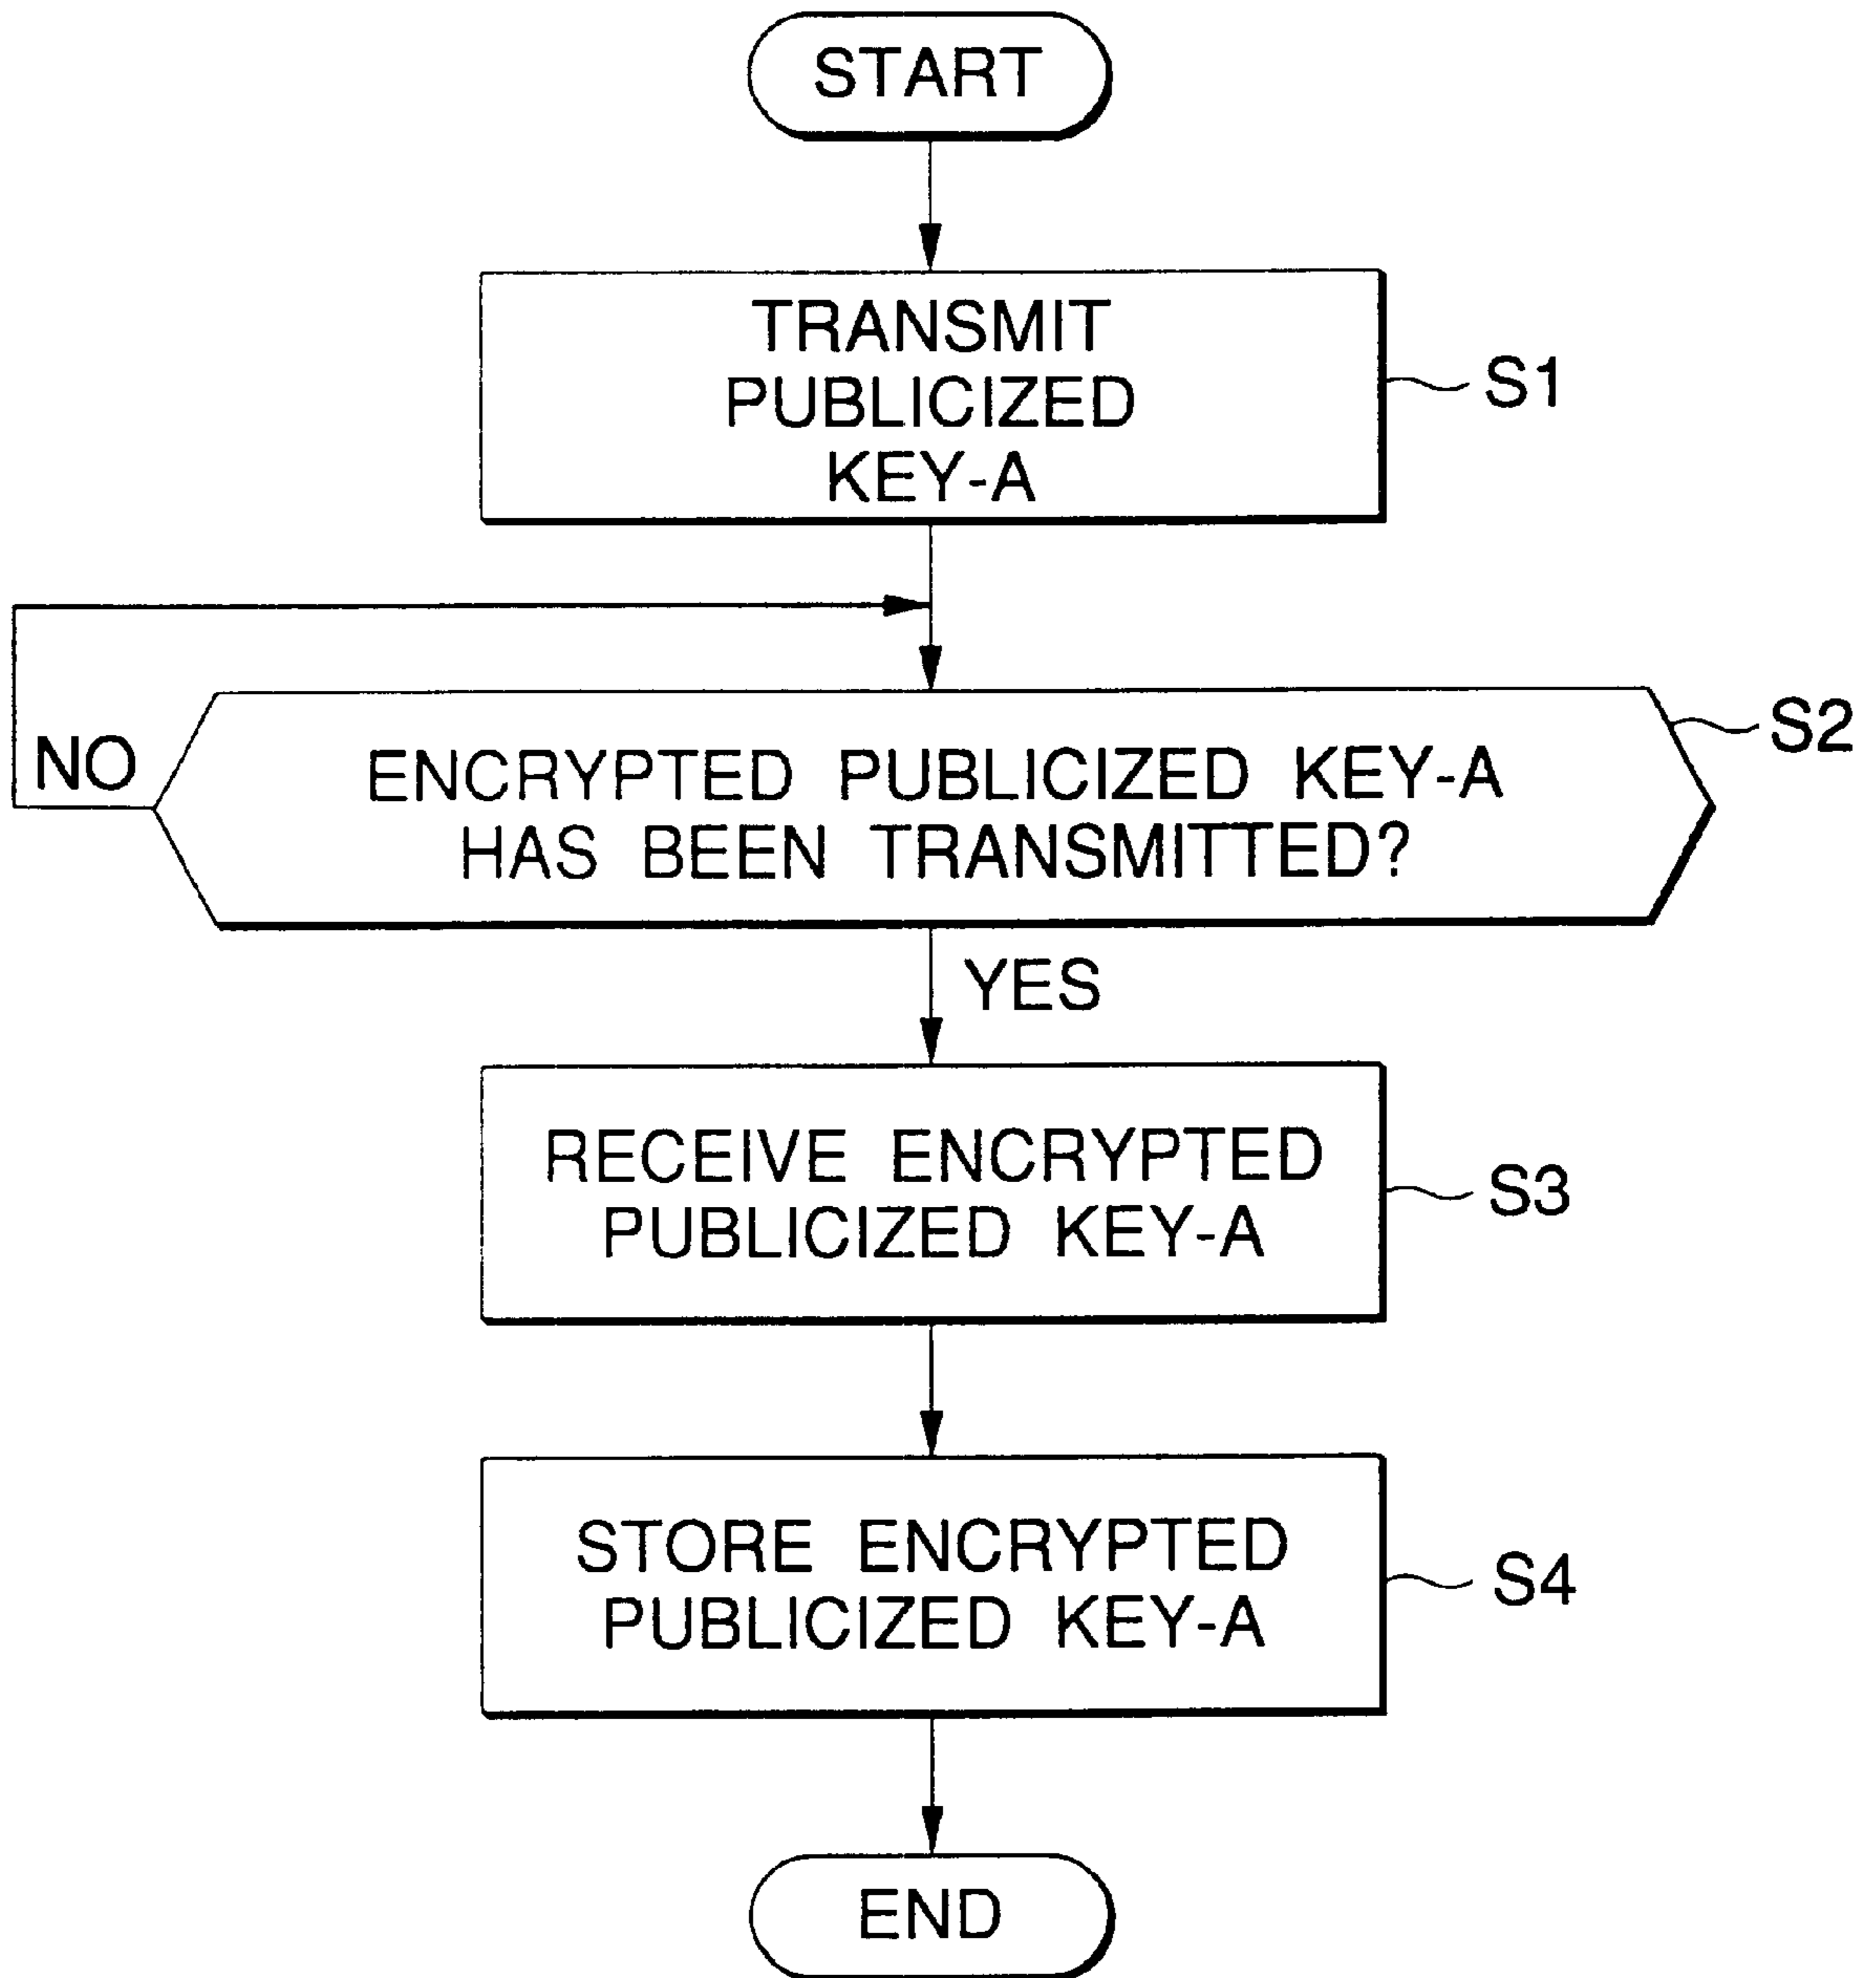 START
TRANSMIT
PUBLICIZED
KEY-A
S1
NO
ENCRYPTED PUBLICIZED KEY-A
HAS BEEN TRANSMITTED?
S2
YES
RECEIVE ENCRYPTED
PUBLICIZED KEY-A
S3
STORE ENCRYPTED
PUBLICIZED KEY-A
S4
END